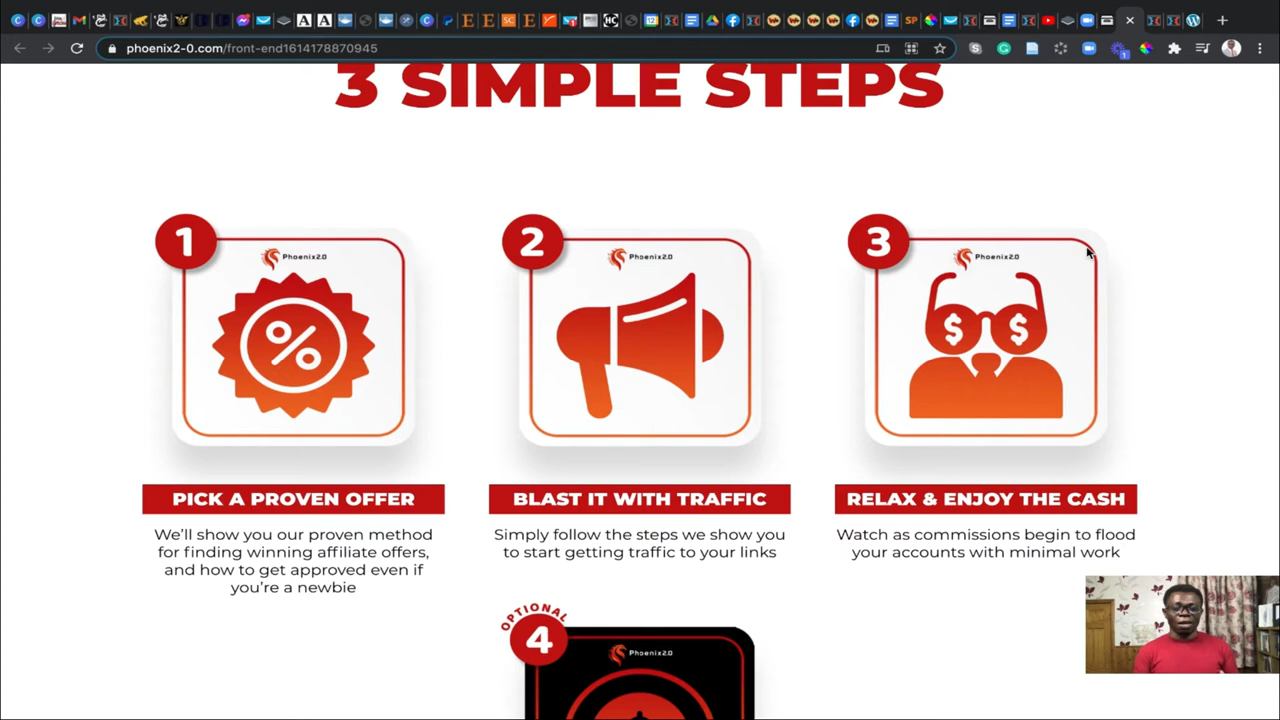 phoenix2-0.com/front-end1614178870945
3 SIMPLE STEPS
1
Phoenix2.0
%
PICK A PROVEN OFFER
We'll show you our proven method
for finding winning affiliate offers,
and how to get approved even if
you're a newbie
2
Phoenix2.0
BLAST IT WITH TRAFFIC
Simply follow the steps we show you
to start getting traffic to your links
3
Phoenix2.0
$ $
RELAX & ENJOY THE CASH
Watch as commissions begin to flood
your accounts with minimal work
OPTIONAL
4
Phoenix2.0